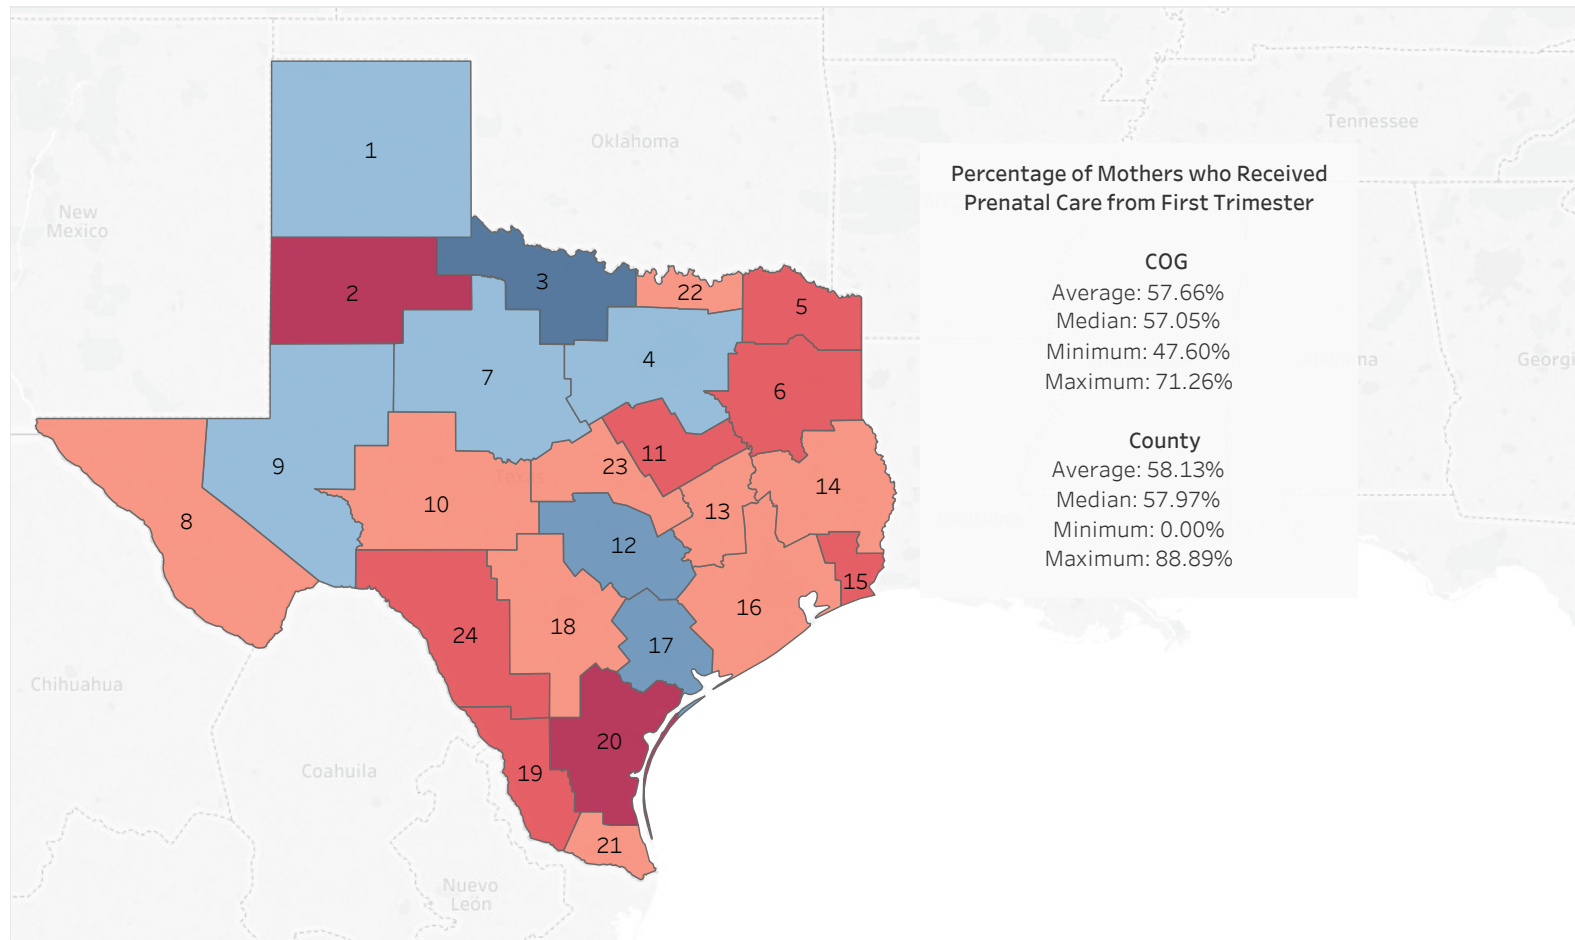 Oklahoma
Tennessee
1
Percentage of Mothers who Received
Prenatal Care from First Trimester
New
Mexico
COG
2
3
22
5
Average: 57.66%
Median: 57.05%
Minimum: 47.60%
Maximum: 71.26%
4
7
6
ma
Georgi
County
Average: 58.13%
Median: 57.97%
Minimum: 0.00%
Maximum: 88.89%
11
9
23
Texas
10
14
13
8
12
15
16
18
24
17
Chihuahua
20
Coahuila
19
21
Nuevo
León